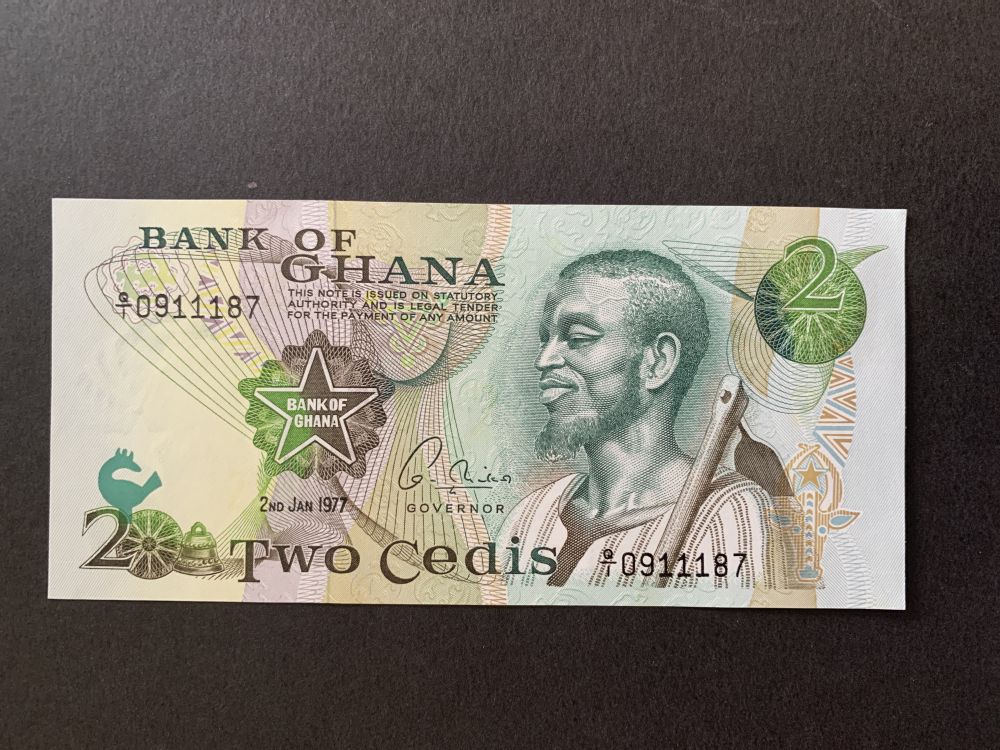 BANK OF
GHANA
THIS NOTE IS ISSUED ON STATUTORY
AUTHORITY AND IS LEGAL TENDER
FOR THE PAYMENT OF ANY AMOUNT
0911187
2
BANK OF
GHANA
2ND JAN 1977
GOVERNOR
2
TWO CEDIS
0911187